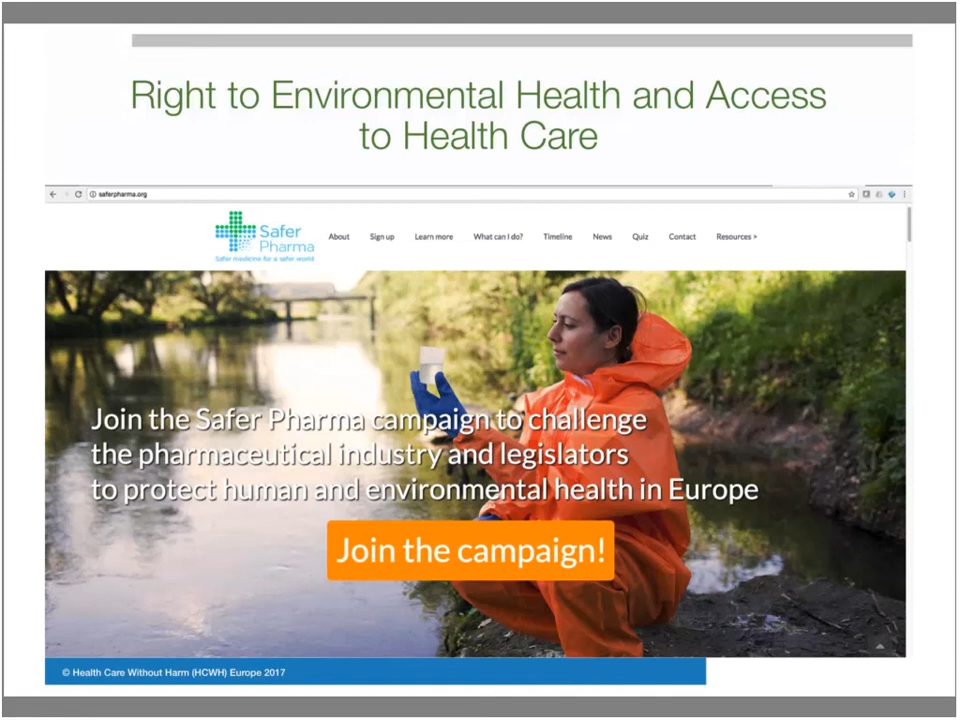 Right to Environmental Health and Access
to Health Care
saferpharma.org
Safer
Pharma
Safer medicine for a safer world
About Sign up Learn more What can I do? Timeline News Quiz Contact Resources >
Join the Safer Pharma campaign to challenge
the pharmaceutical industry and legislators
to protect human and environmental health in Europe
Join the campaign!
© Health Care Without Harm (HCWH) Europe 2017